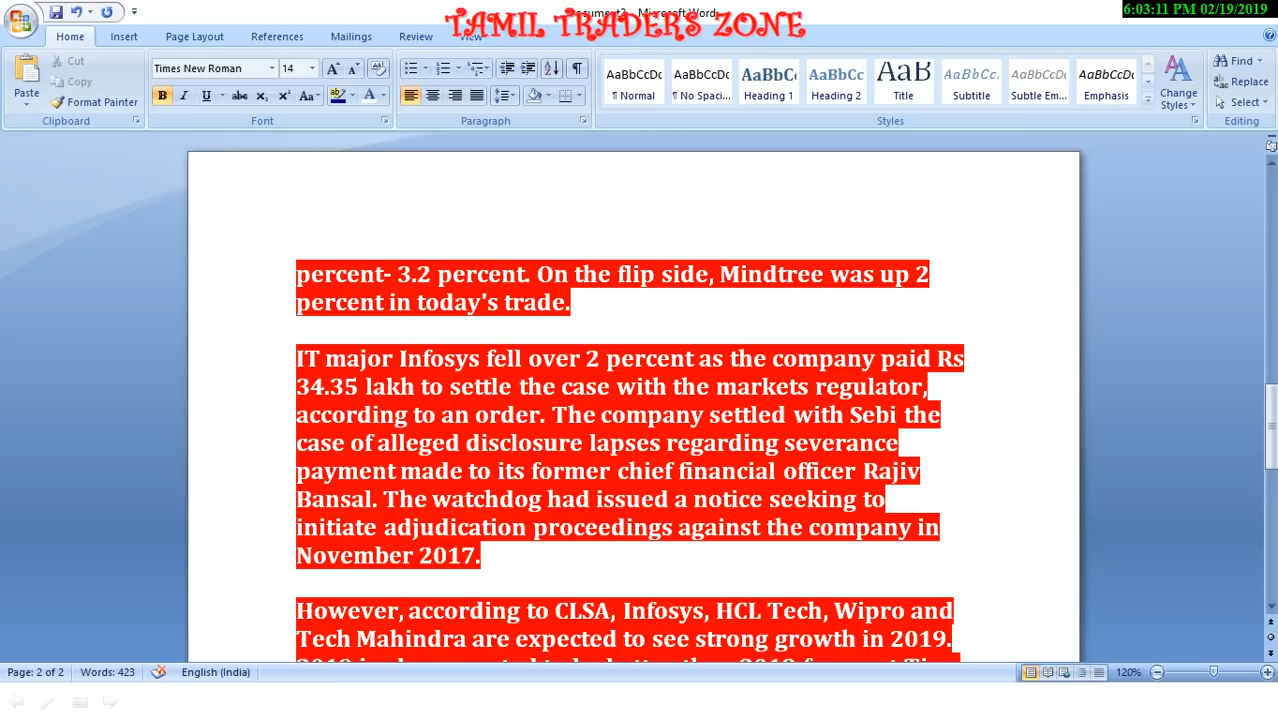 6:03:11 PM 02/19/2019
TAMIL TRADERS ZONE
Microsoft Word
Home Insert Page Layout References Mailings Review View
Cut
Copy
Paste
Format Painter
Times New Roman 14
AaBbCcDc AaBbCcDc AaBbCc AaBbCc AaB AaBbCc. AaBbCcDc AaBbCcDc
¶ Normal ¶ No Spaci... Heading 1 Heading 2 Title Subtitle Subtle Em... Emphasis
Change
Styles
Find
Replace
Select
Clipboard Font Paragraph Styles Editing
percent- 3.2 percent. On the flip side, Mindtree was up 2
percent in today's trade.
IT major Infosys fell over 2 percent as the company paid Rs
34.35 lakh to settle the case with the markets regulator,
according to an order. The company settled with Sebi the
case of alleged disclosure lapses regarding severance
payment made to its former chief financial officer Rajiv
Bansal. The watchdog had issued a notice seeking to
initiate adjudication proceedings against the company in
November 2017.
However, according to CLSA, Infosys, HCL Tech, Wipro and
Tech Mahindra are expected to see strong growth in 2019.
Page: 2 of 2 Words: 423 English (India) 120%